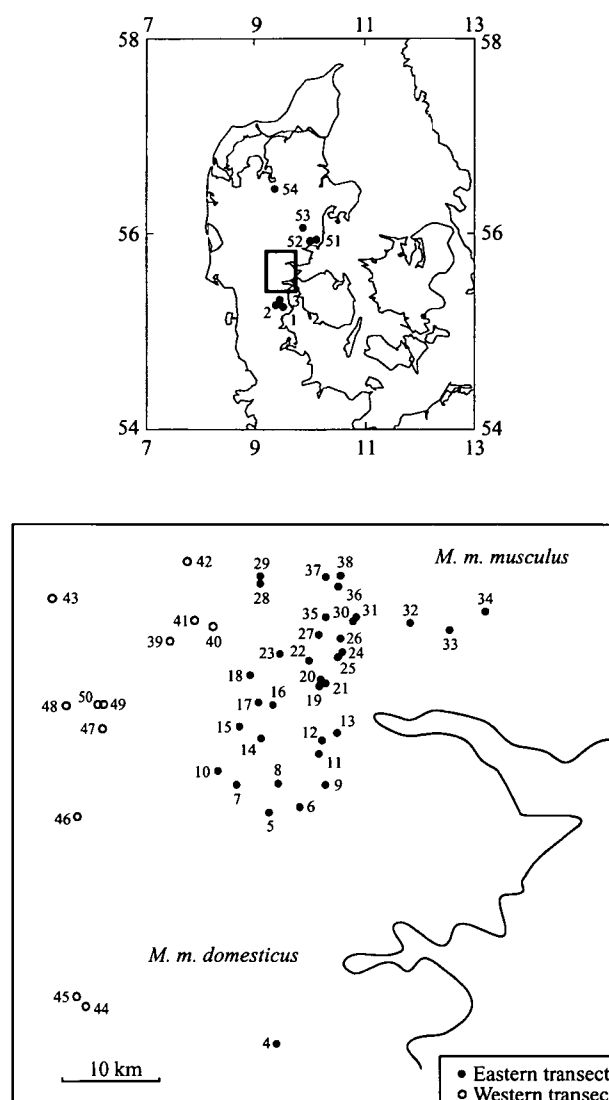 7 9 11 13
58 58
54
53
56 52 51 56
2 1
54 54
7 9 11 13
M. m. musculus
42 29 37 38
43 28 36 34
41 35 30 31 32
39 40 27 26 33
23 22 24
25
18 20
48 50 49 17 16 19 21
47 15 14 12 13
11
10 7 8 9
46 5 6
M. m. domesticus
45 44
4
10 km
Eastern transect
Western transect